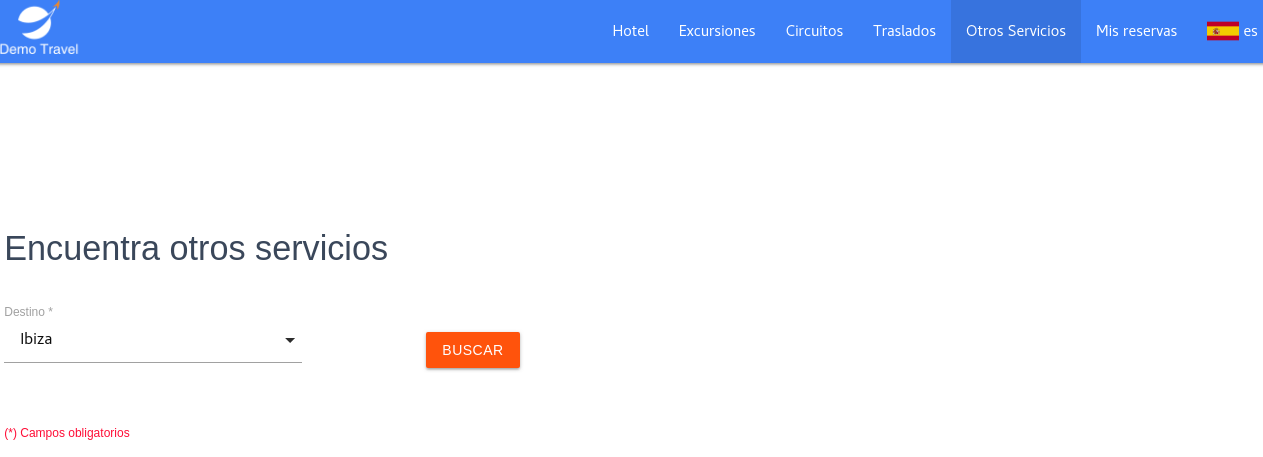 Demo Travel
Hotel Excursiones Circuitos Traslados Otros Servicios Mis reservas es
Encuentra otros servicios
Destino *
Ibiza
BUSCAR
(*) Campos obligatorios